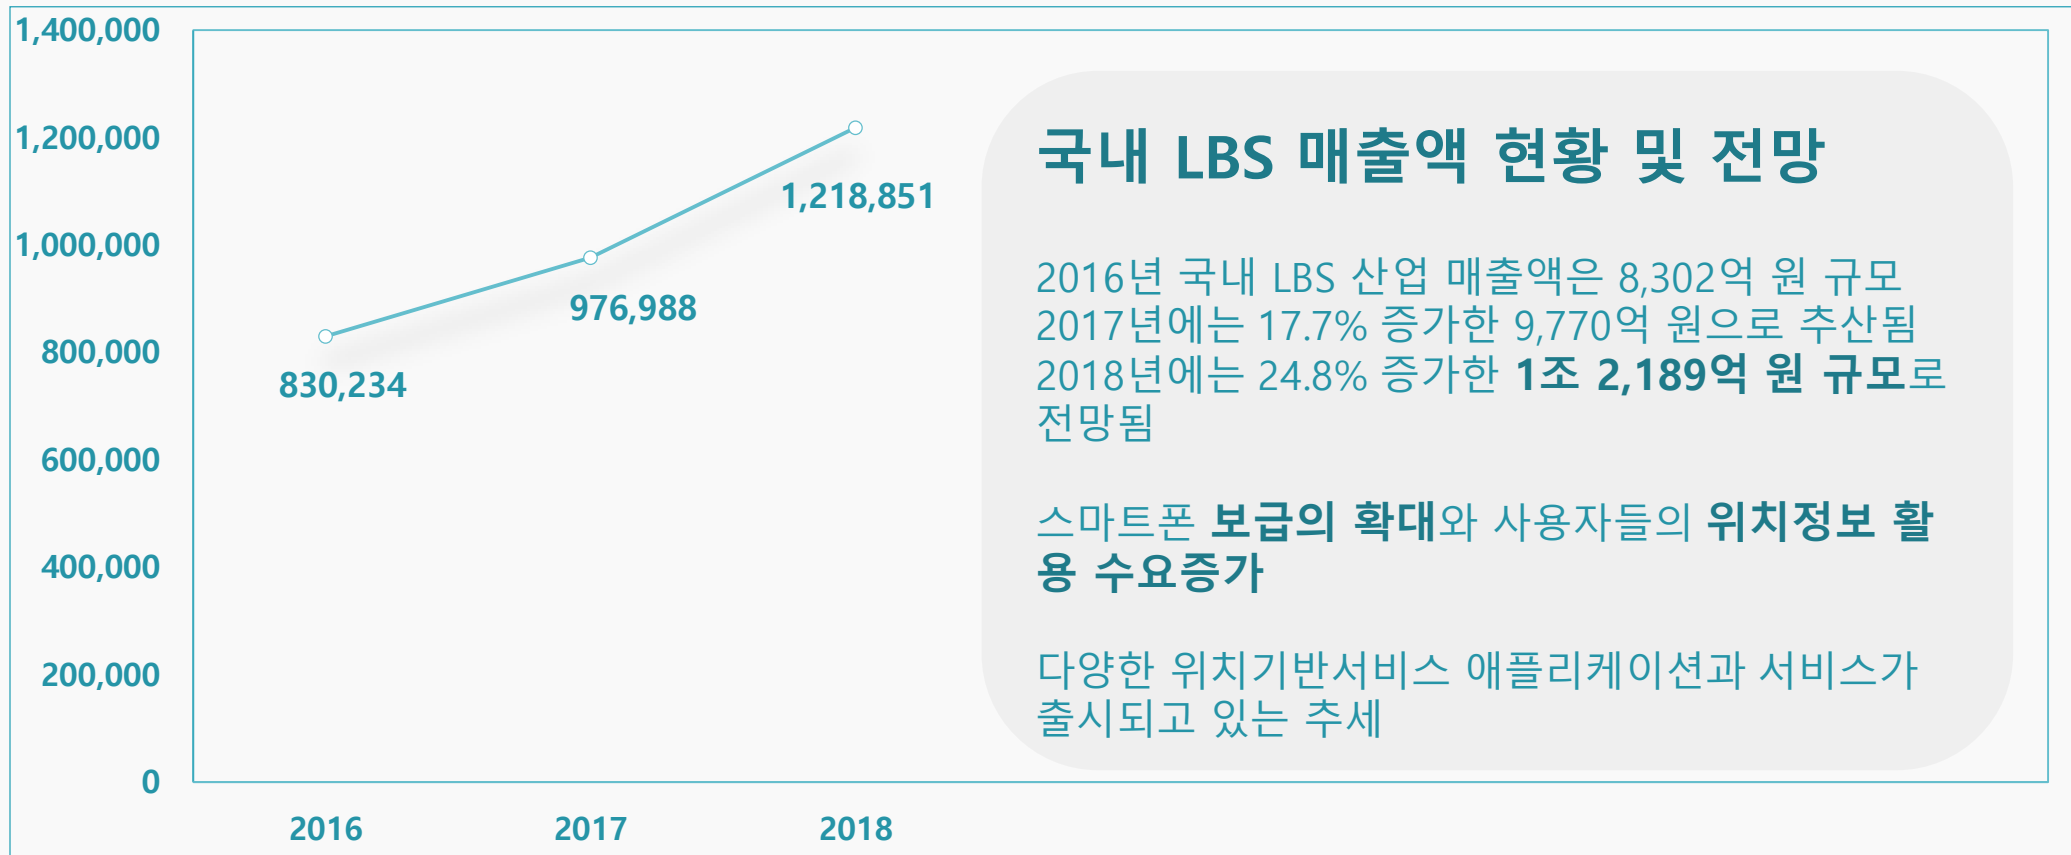 1,400,000
1,200,000
1,000,000
800,000
600,000
400,000
200,000
0
2016
2017
2018
830,234
976,988
1,218,851
국내 LBS 매출액 현황 및 전망
2016년 국내 LBS 산업 매출액은 8,302억 원 규모
2017년에는 17.7% 증가한 9,770억 원으로 추산됨
2018년에는 24.8% 증가한 1조 2,189억 원 규모로
전망됨
스마트폰 보급의 확대와 사용자들의 위치정보 활
용 수요증가
다양한 위치기반서비스 애플리케이션과 서비스가
출시되고 있는 추세